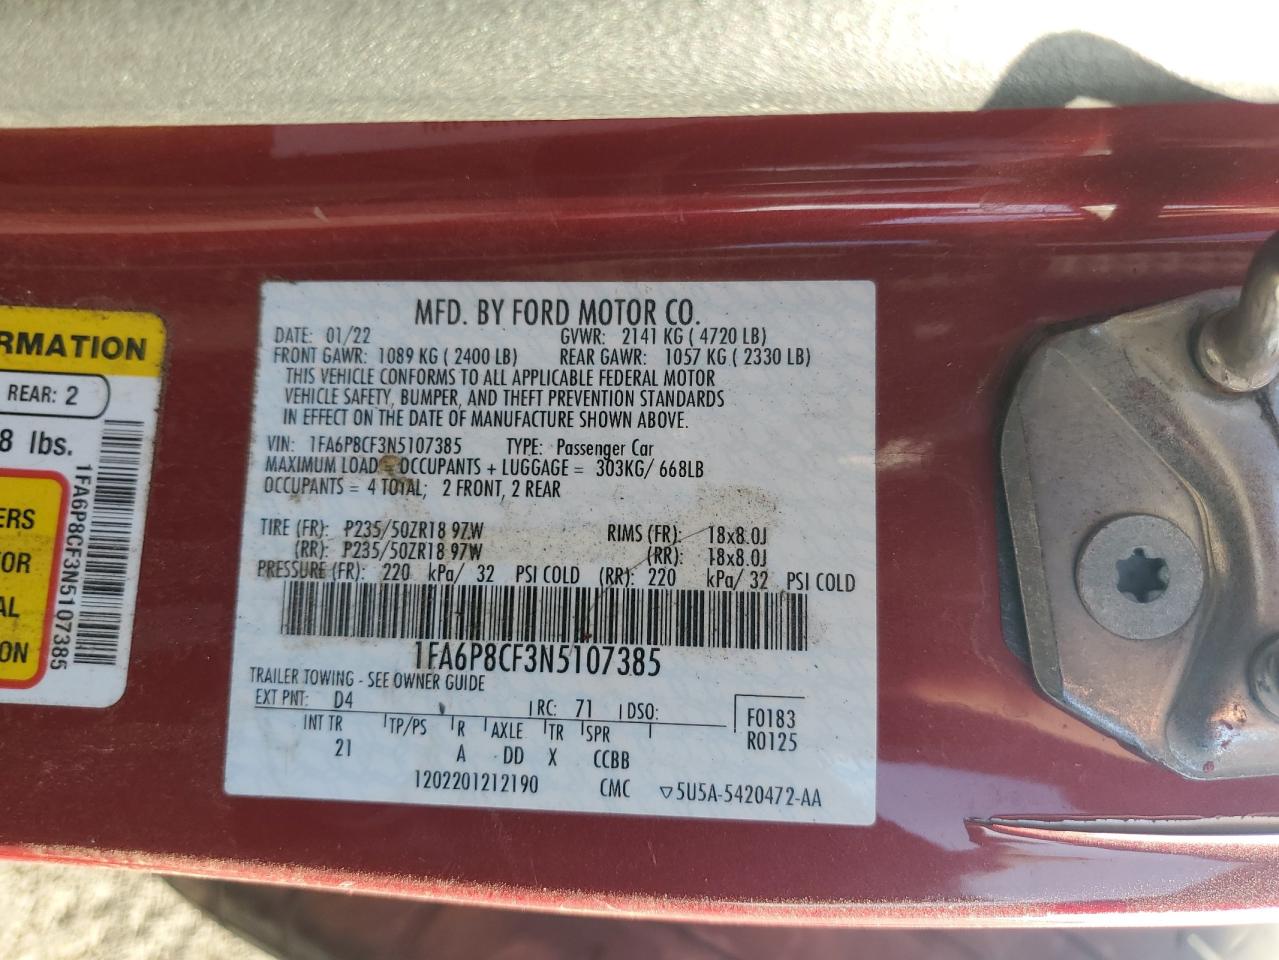 MFD. BY FORD MOTOR CO.
DATE: 01/22 GVWR: 2141 KG ( 4720 LB)
FRONT GAWR: 1089 KG ( 2400 LB) REAR GAWR: 1057 KG ( 2330 LB)
THIS VEHICLE CONFORMS TO ALL APPLICABLE FEDERAL MOTOR
VEHICLE SAFETY, BUMPER, AND THEFT PREVENTION STANDARDS
IN EFFECT ON THE DATE OF MANUFACTURE SHOWN ABOVE.
VIN: 1FA6P8CF3N5107385 TYPE: Passenger Car
MAXIMUM LOAD = OCCUPANTS + LUGGAGE = 303KG/ 668LB
OCCUPANTS = 4 TOTAL; 2 FRONT, 2 REAR
TIRE (FR): P235/50ZR18 97W RIMS (FR): 18x8.0J
(RR): P235/50ZR18 97W (RR): 18x8.0J
PRESSURE (FR): 220 kPa/ 32 PSI COLD (RR): 220 kPa/ 32 PSI COLD
1FA6P8CF3N5107385
TRAILER TOWING - SEE OWNER GUIDE
EXT PNT: D4 RC: 71 DSO: F0183
INT TR TP/PS R AXLE TR SPR R0125
21 A DD X CCBB
1202201212190 CMC ▽5U5A-5420472-AA
RMATION
REAR: 2
8 lbs.
ERS
TOR
AL
ON
1FA6P8CF3N5107385